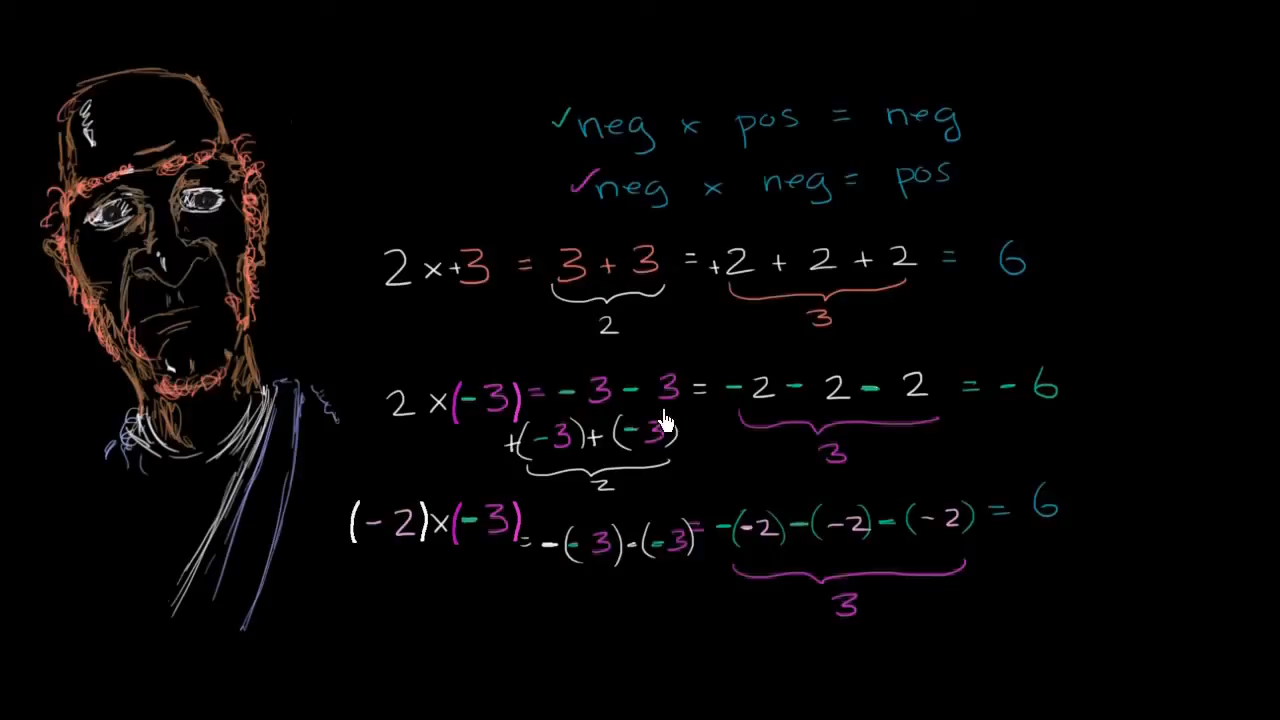 ✓neg × pos = neg
✓neg × neg = pos
2 × +3 = 3 + 3 = +2 + 2 + 2 = 6
2 3
2 × (-3) = - 3 - 3 = - 2 - 2 - 2 = - 6
+(-3) + (-3) 3
2
(-2) × (-3) = -(-3) - (-3) = -(-2) - (-2) - (-2) = 6
3